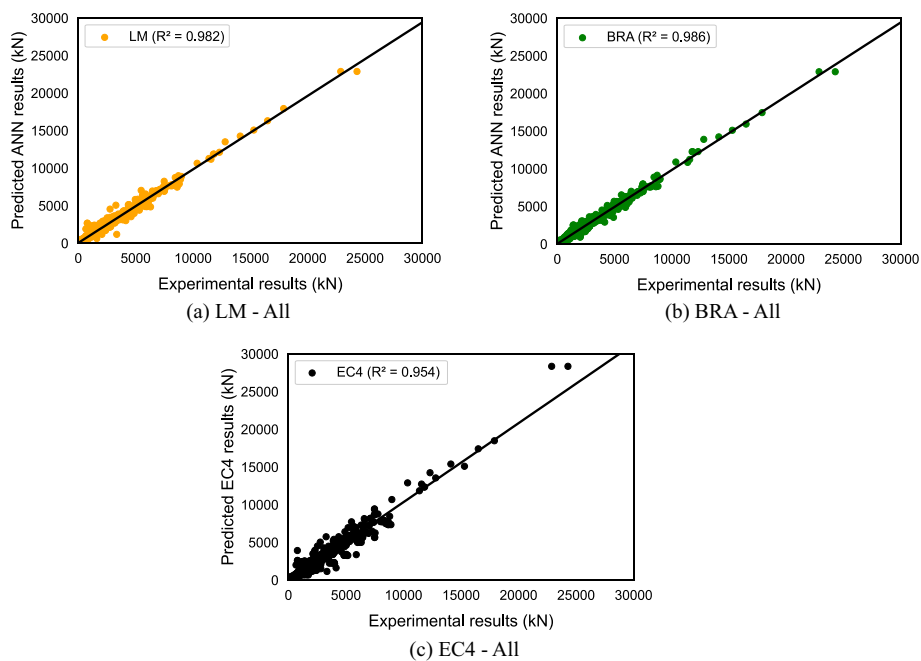 LM (R² = 0.982)
Predicted ANN results (kN)
30000
25000
20000
15000
10000
5000
0
0 5000 10000 15000 20000 25000 30000
Experimental results (kN)
(a) LM - All
BRA (R² = 0.986)
Predicted ANN results (kN)
30000
25000
20000
15000
10000
5000
0
0 5000 10000 15000 20000 25000 30000
Experimental results (kN)
(b) BRA - All
EC4 (R² = 0.954)
Predicted EC4 results (kN)
30000
25000
20000
15000
10000
5000
0
0 5000 10000 15000 20000 25000 30000
Experimental results (kN)
(c) EC4 - All